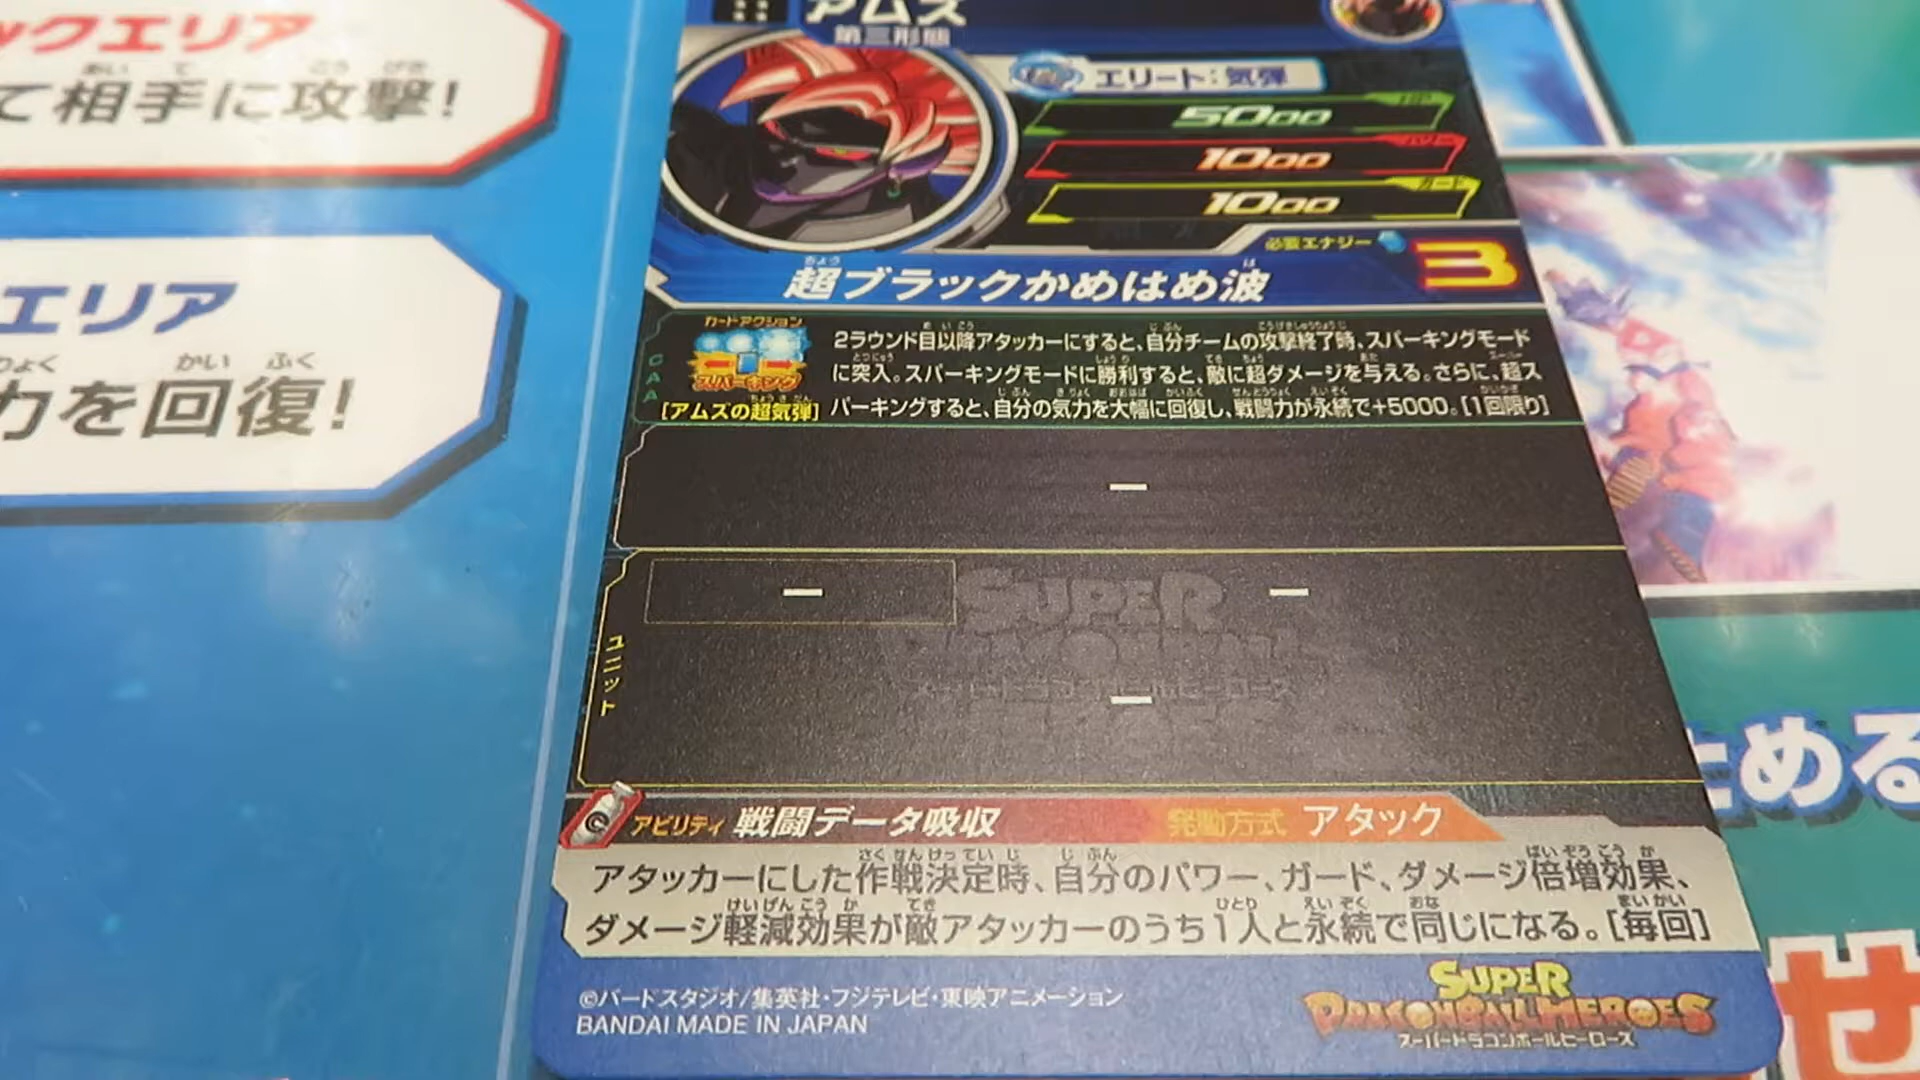 ックエリア
て相手に攻撃!
エリア
力を回復!
アムズ
第三形態
エリート:気弾
5000
1000
ガード
1000
必要エナジー
3
超ブラックかめはめ波
カードアクション
スパーキング
[アムズの超気弾]
CAA
2ラウンド目以降アタッカーにすると、自分チームの攻撃終了時、スパーキングモード
に突入。スパーキングモードに勝利すると、敵に超ダメージを与える。さらに、超ス
パーキングすると、自分の気力を大幅に回復し、戦闘力が永続で+5000。[1回限り]
ー
ユニット
ー
ー
ー
SUPER
アビリティ 戦闘データ吸収
発動方式 アタック
アタッカーにした作戦決定時、自分のパワー、ガード、ダメージ倍増効果、
ダメージ軽減効果が敵アタッカーのうち1人と永続で同じになる。[毎回]
©バードスタジオ/集英社・フジテレビ・東映アニメーション
BANDAI MADE IN JAPAN
SUPER
DRAGONBALL HEROES
スーパードラゴンボールヒーローズ
とめる
せ